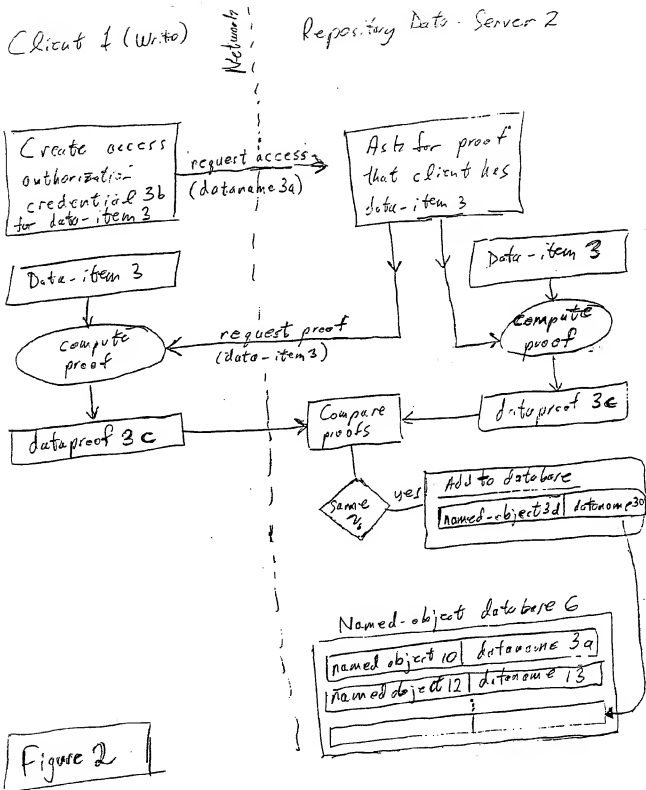 Client 1 (Write)
Network
Repository Data - Server 2
Create access
authorization
credential 3b
for data-item 3
request access
(dataname 3a)
Ask for proof
that client has
data-item 3
Data-item 3
Data-item 3
compute
proof
request proof
(data-item 3)
compute
proof
dataproof 3c
Compare
proofs
dataproof 3c
same
?
yes
Add to database
named-object 3d dataname 3a
Named-object database 6
named object 10 dataname 3a
named object 12 dataname 13
Figure 2